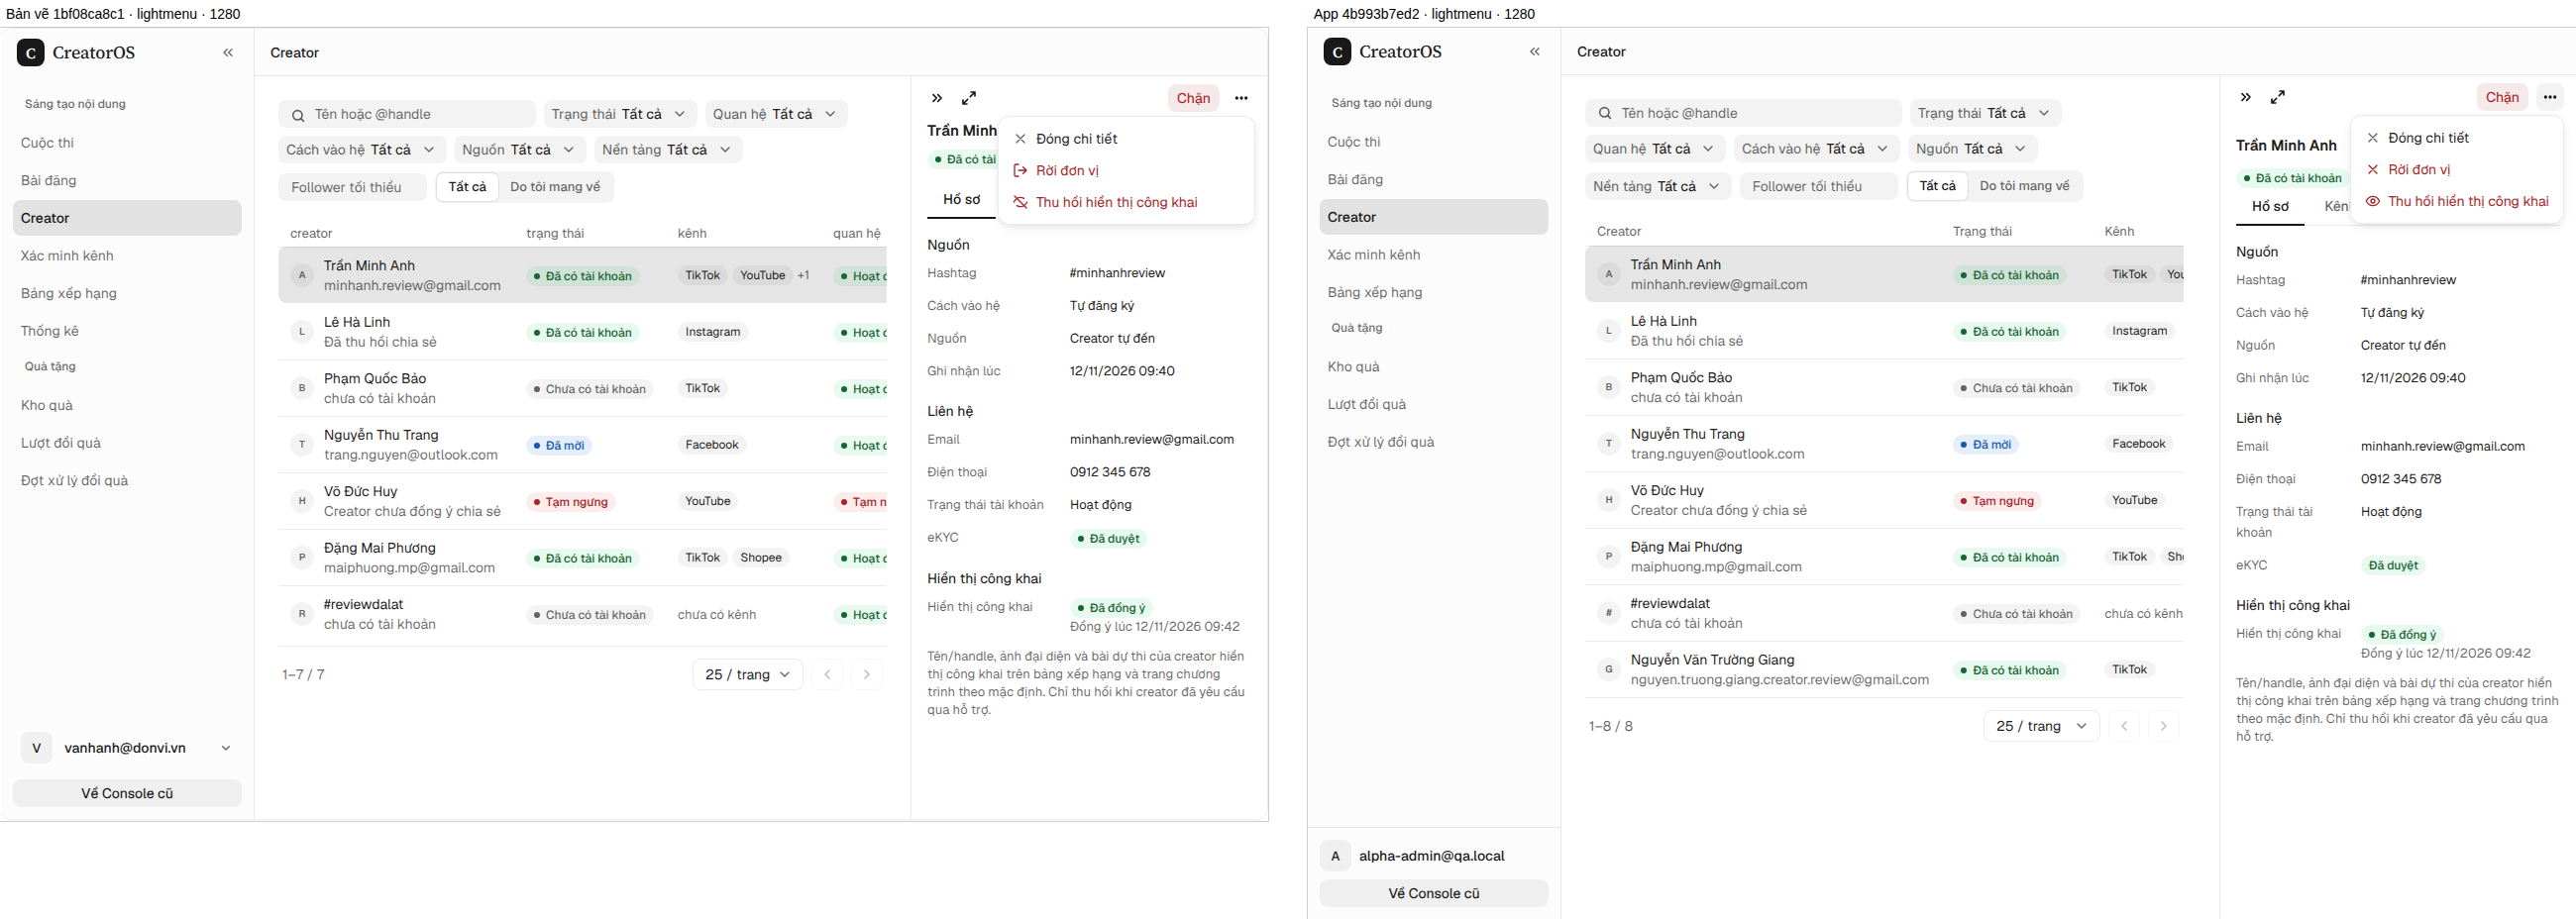 Bản vẽ 1bf08ca8c1 · lightmenu · 1280
C CreatorOS
Creator
Sáng tạo nội dung
Cuộc thi
Bài đăng
Creator
Xác minh kênh
Bảng xếp hạng
Thống kê
Quà tặng
Kho quà
Lượt đổi quà
Đợt xử lý đổi quà
V vanhanh@donvi.vn
Về Console cũ
Tên hoặc @handle Trạng thái Tất cả Quan hệ Tất cả
Cách vào hệ Tất cả Nguồn Tất cả Nền tảng Tất cả
Follower tối thiểu Tất cả Do tôi mang về
creator trạng thái kênh quan hệ
A Trần Minh Anh Đã có tài khoản TikTok YouTube +1
minhanh.review@gmail.com
L Lê Hà Linh Đã có tài khoản Instagram
Đã thu hồi chia sẻ
B Phạm Quốc Bảo Chưa có tài khoản TikTok
chưa có tài khoản
T Nguyễn Thu Trang Đã mời Facebook
trang.nguyen@outlook.com
H Võ Đức Huy Tạm ngưng YouTube Tạm n
Creator chưa đồng ý chia sẻ
P Đặng Mai Phương Đã có tài khoản TikTok Shopee
maiphuong.mp@gmail.com
R #reviewdalat Chưa có tài khoản chưa có kênh
chưa có tài khoản
1–7 / 7 25 / trang
Chặn
Trần Minh
Đã có tài
Hồ sơ
Đóng chi tiết
Rời đơn vị
Thu hồi hiển thị công khai
Nguồn
Hashtag #minhanhreview
Cách vào hệ Tự đăng ký
Nguồn Creator tự đến
Ghi nhận lúc 12/11/2026 09:40
Liên hệ
Email minhanh.review@gmail.com
Điện thoại 0912 345 678
Trạng thái tài khoản Hoạt động
eKYC Đã duyệt
Hiển thị công khai
Hiển thị công khai Đã đồng ý
Đồng ý lúc 12/11/2026 09:42
Tên/handle, ảnh đại diện và bài dự thi của creator hiển
thị công khai trên bảng xếp hạng và trang chương
trình theo mặc định. Chỉ thu hồi khi creator đã yêu cầu
qua hỗ trợ.
App 4b993b7ed2 · lightmenu · 1280
C CreatorOS
Creator
Sáng tạo nội dung
Cuộc thi
Bài đăng
Creator
Xác minh kênh
Bảng xếp hạng
Quà tặng
Kho quà
Lượt đổi quà
Đợt xử lý đổi quà
A alpha-admin@qa.local
Về Console cũ
Tên hoặc @handle Trạng thái Tất cả
Quan hệ Tất cả Cách vào hệ Tất cả Nguồn Tất cả
Nền tảng Tất cả Follower tối thiểu Tất cả Do tôi mang về
Creator Trạng thái Kênh
A Trần Minh Anh Đã có tài khoản TikTok You
minhanh.review@gmail.com
L Lê Hà Linh Đã có tài khoản Instagram
Đã thu hồi chia sẻ
B Phạm Quốc Bảo Chưa có tài khoản TikTok
chưa có tài khoản
T Nguyễn Thu Trang Đã mời Facebook
trang.nguyen@outlook.com
H Võ Đức Huy Tạm ngưng YouTube
Creator chưa đồng ý chia sẻ
P Đặng Mai Phương Đã có tài khoản TikTok
maiphuong.mp@gmail.com
# #reviewdalat Chưa có tài khoản chưa có kênh
chưa có tài khoản
G Nguyễn Văn Trường Giang Đã có tài khoản TikTok
nguyen.truong.giang.creator.review@gmail.com
1–8 / 8 25 / trang
Chặn
Trần Minh Anh
Đã có tài khoản
Hồ sơ Kên
Đóng chi tiết
Rời đơn vị
Thu hồi hiển thị công khai
Nguồn
Hashtag #minhanhreview
Cách vào hệ Tự đăng ký
Nguồn Creator tự đến
Ghi nhận lúc 12/11/2026 09:40
Liên hệ
Email minhanh.review@gmail.com
Điện thoại 0912 345 678
Trạng thái tài Hoạt động
khoản
eKYC Đã duyệt
Hiển thị công khai
Hiển thị công khai Đã đồng ý
Đồng ý lúc 12/11/2026 09:42
Tên/handle, ảnh đại diện và bài dự thi của creator hiển
thị công khai trên bảng xếp hạng và trang chương trình
theo mặc định. Chỉ thu hồi khi creator đã yêu cầu qua
hỗ trợ.